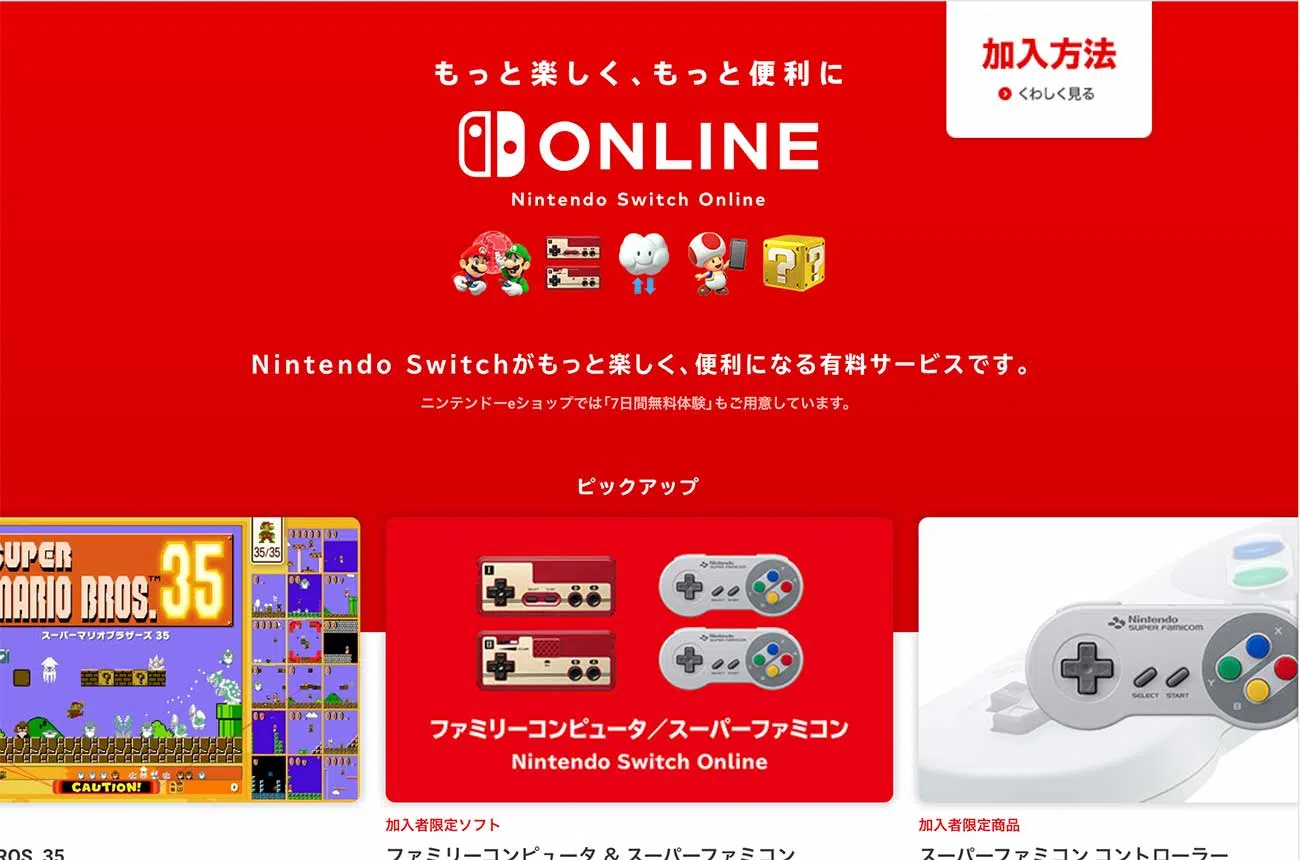 もっと楽しく、もっと便利に
加入方法
くわしく見る
ONLINE
Nintendo Switch Online
Nintendo Switchがもっと楽しく、便利になる有料サービスです。
ニンテンドーeショップでは「7日間無料体験」もご用意しています。
ピックアップ
SUPER
MARIO BROS.™ 35
スーパーマリオブラザーズ 35
35/35
CAUTION!
0
Nintendo
SUPER FAMICOM
SELECT START
ファミリーコンピュータ／スーパーファミコン
Nintendo Switch Online
Nintendo
SUPER FAMICOM
SELECT START
X
Y
B
加入者限定ソフト
加入者限定商品
ROS. 35
ファミリーコンピュータ & スーパーファミコン
スーパーファミコン コントローラー